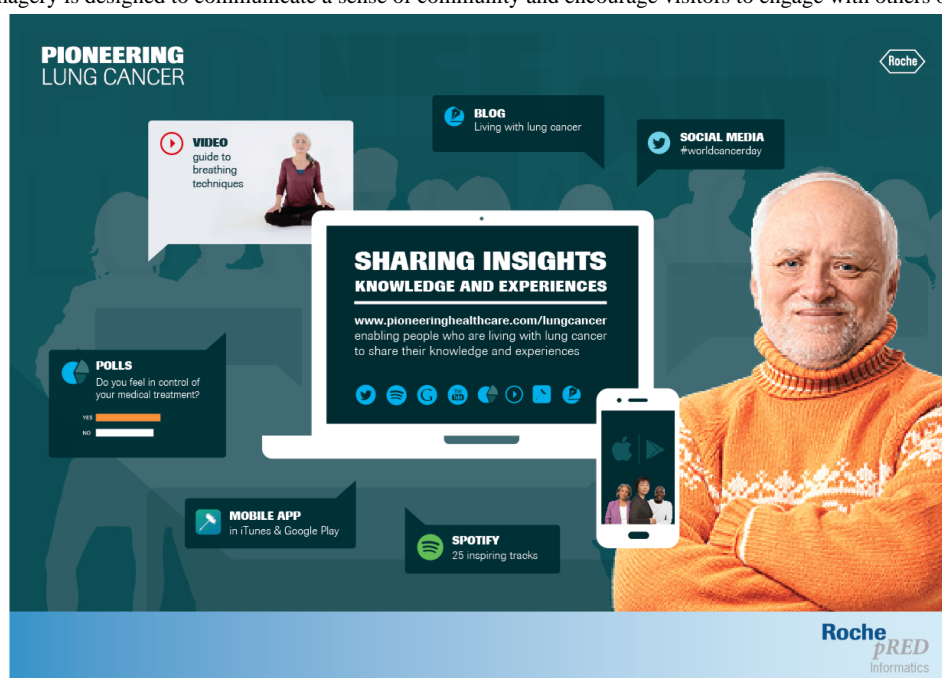 magery is designed to communicate a sense of community and encourage visitors to engage with others
PIONEERING
LUNG CANCER
Roche
VIDEO
guide to
breathing
techniques
BLOG
Living with lung cancer
SOCIAL MEDIA
#worldcancerday
SHARING INSIGHTS
KNOWLEDGE AND EXPERIENCES
www.pioneeringhealthcare.com/lungcancer
enabling people who are living with lung cancer
to share their knowledge and experiences
POLLS
Do you feel in control of
your medical treatment?
YES
NO
MOBILE APP
in iTunes & Google Play
SPOTIFY
25 inspiring tracks
Roche
pRED
Informatics